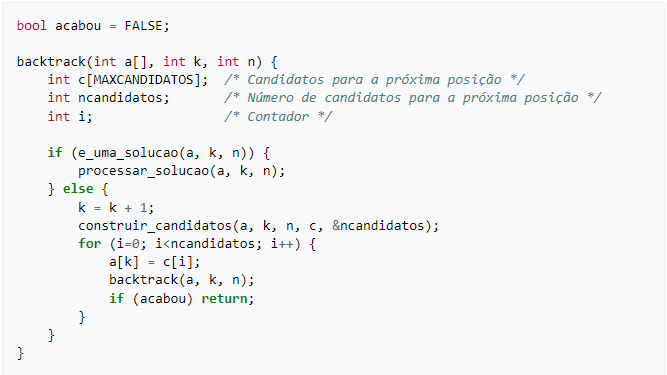 bool acabou = FALSE;
backtrack(int a[], int k, int n) {
int c[MAXCANDIDATOS]; /* Candidatos para a próxima posição */
int ncandidatos; /* Número de candidatos para a próxima posição */
int i; /* Contador */
if (e_uma_solucao(a, k, n)) {
processar_solucao(a, k, n);
} else {
k = k + 1;
construir_candidatos(a, k, n, c, &ncandidatos);
for (i=0; i<ncandidatos; i++) {
a[k] = c[i];
backtrack(a, k, n);
if (acabou) return;
}
}
}